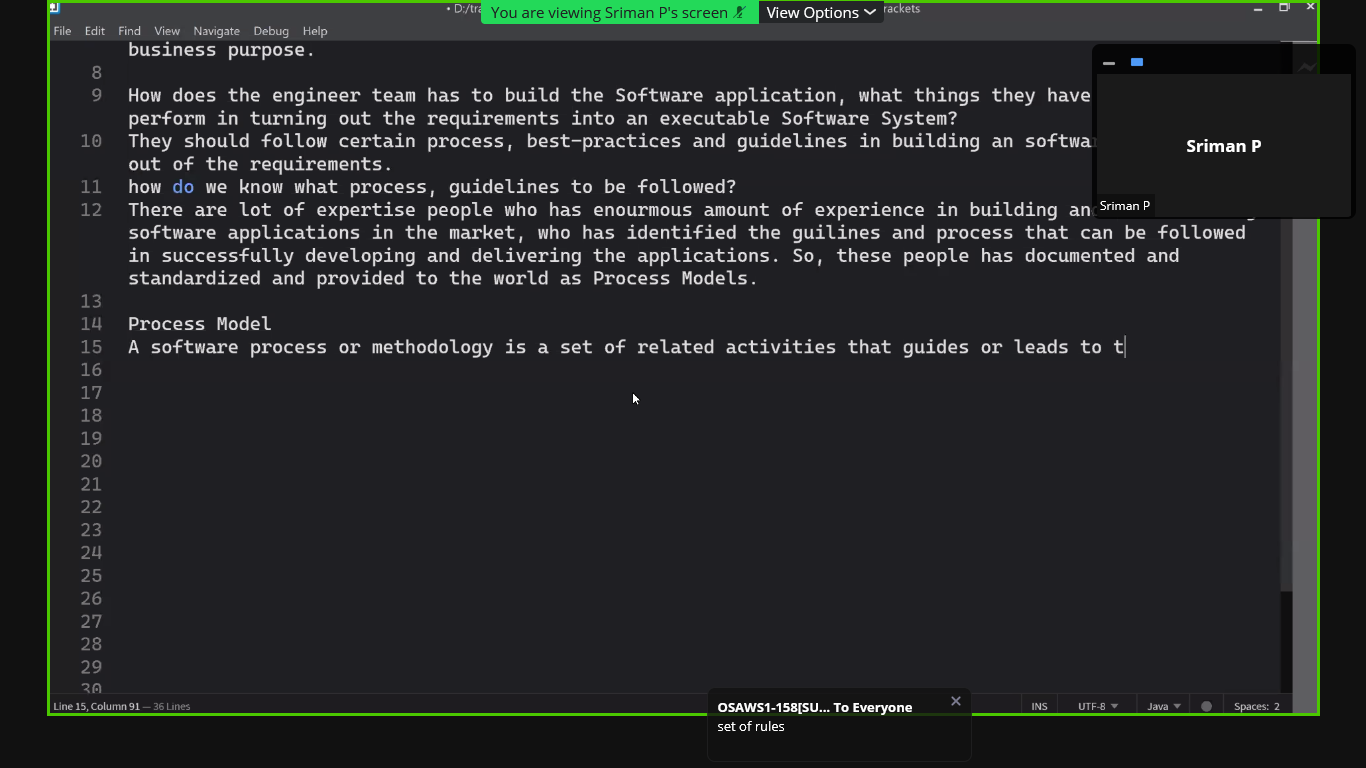 You are viewing Sriman P's screen
View Options
• D:/tra
rackets
File Edit Find View Navigate Debug Help
business purpose.
8
9 How does the engineer team has to build the Software application, what things they have
perform in turning out the requirements into an executable Software System?
10 They should follow certain process, best-practices and guidelines in building an softwa
out of the requirements.
11 how do we know what process, guidelines to be followed?
12 There are lot of expertise people who has enourmous amount of experience in building an
software applications in the market, who has identified the guilines and process that can be followed
in successfully developing and delivering the applications. So, these people has documented and
standardized and provided to the world as Process Models.
13
14 Process Model
15 A software process or methodology is a set of related activities that guides or leads to t
16
17
18
19
20
21
22
23
24
25
26
27
28
29
30
Sriman P
Sriman P
Line 15, Column 91 — 36 Lines
INS UTF-8 Java Spaces: 2
OSAWS1-158[SU... To Everyone
set of rules